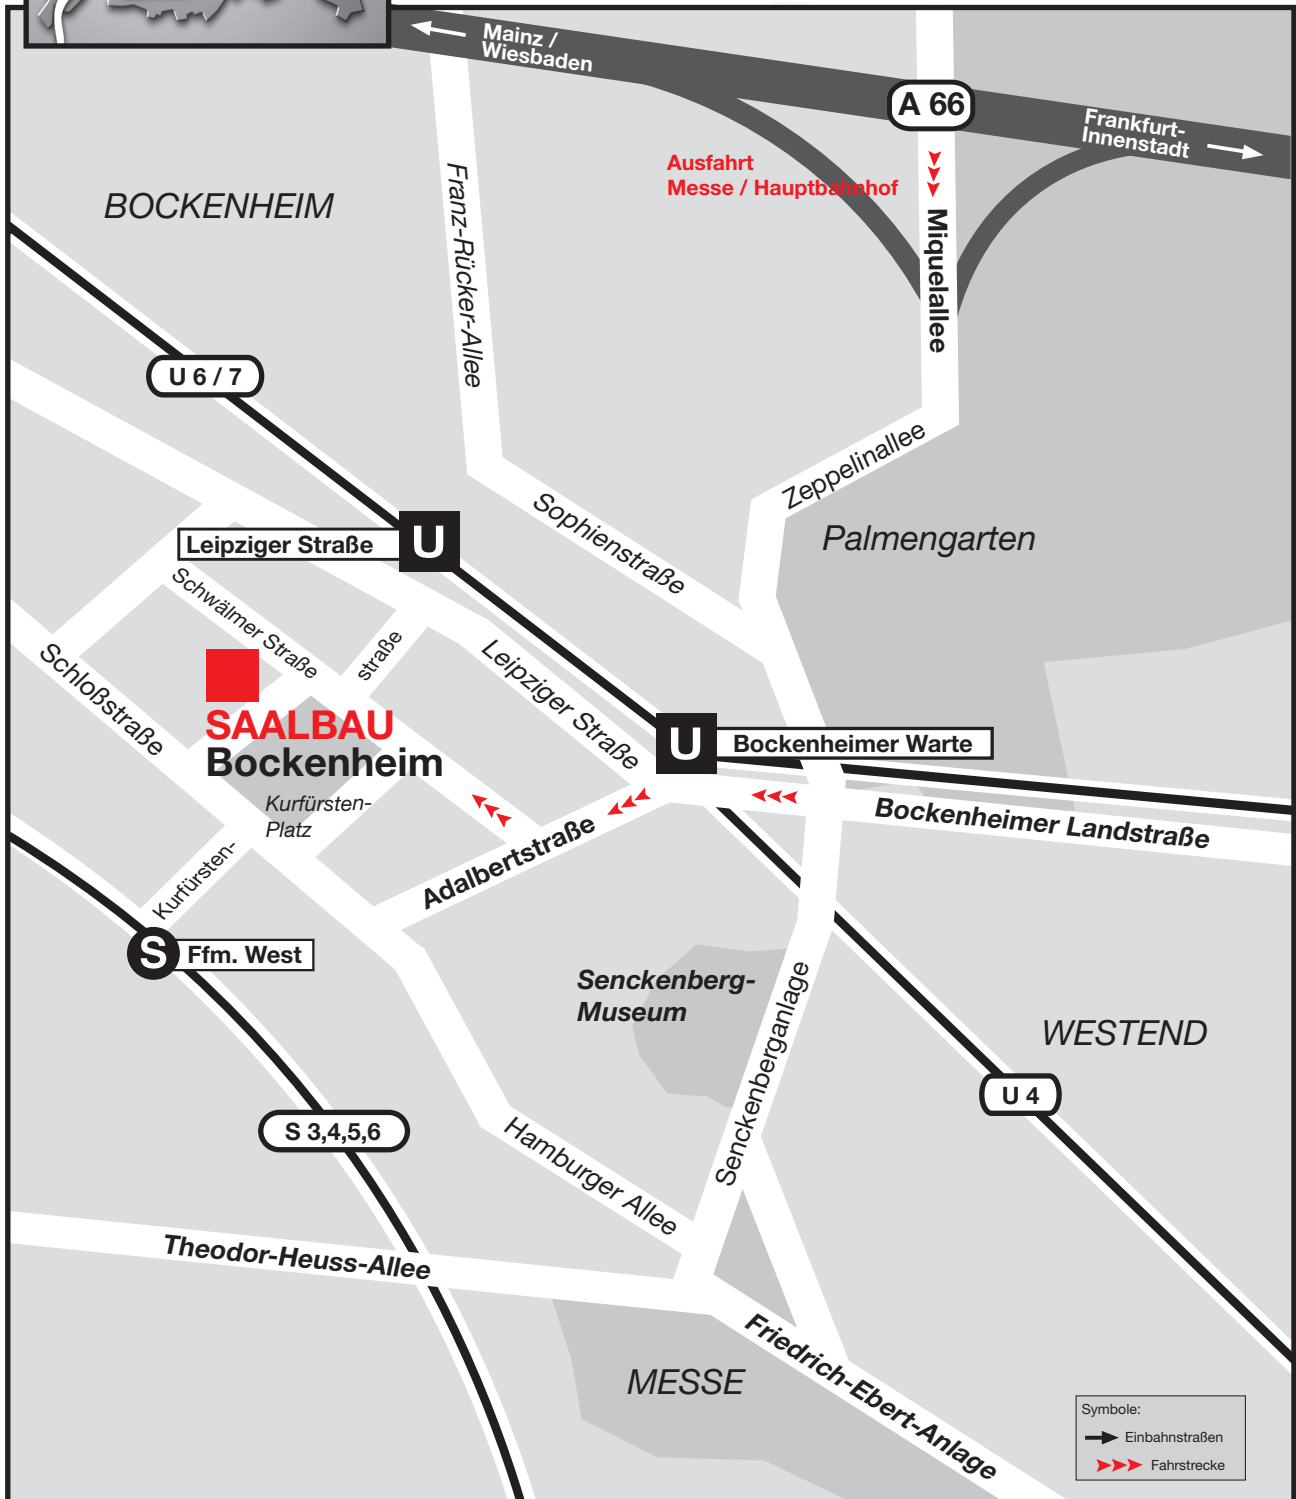 Mainz /
Wiesbaden
A 66
Frankfurt-
Innenstadt
Ausfahrt
Messe / Hauptbahnhof
BOCKENHEIM
Franz-Rücker-Allee
Miquelallee
U 6 / 7
Zeppelinallee
Sophienstraße
Palmengarten
Leipziger Straße
U
Schwälmer Straße
straße
Schloßstraße
Leipziger Straße
SAALBAU
Bockenheim
U
Bockenheimer Warte
Kurfürsten-
Platz
Bockenheimer Landstraße
Adalbertstraße
Kurfürsten-
S
Ffm. West
Senckenberg-
Museum
Senckenberganlage
WESTEND
U 4
S 3,4,5,6
Hamburger Allee
Theodor-Heuss-Allee
Friedrich-Ebert-Anlage
MESSE
Symbole:
Einbahnstraßen
Fahrstrecke